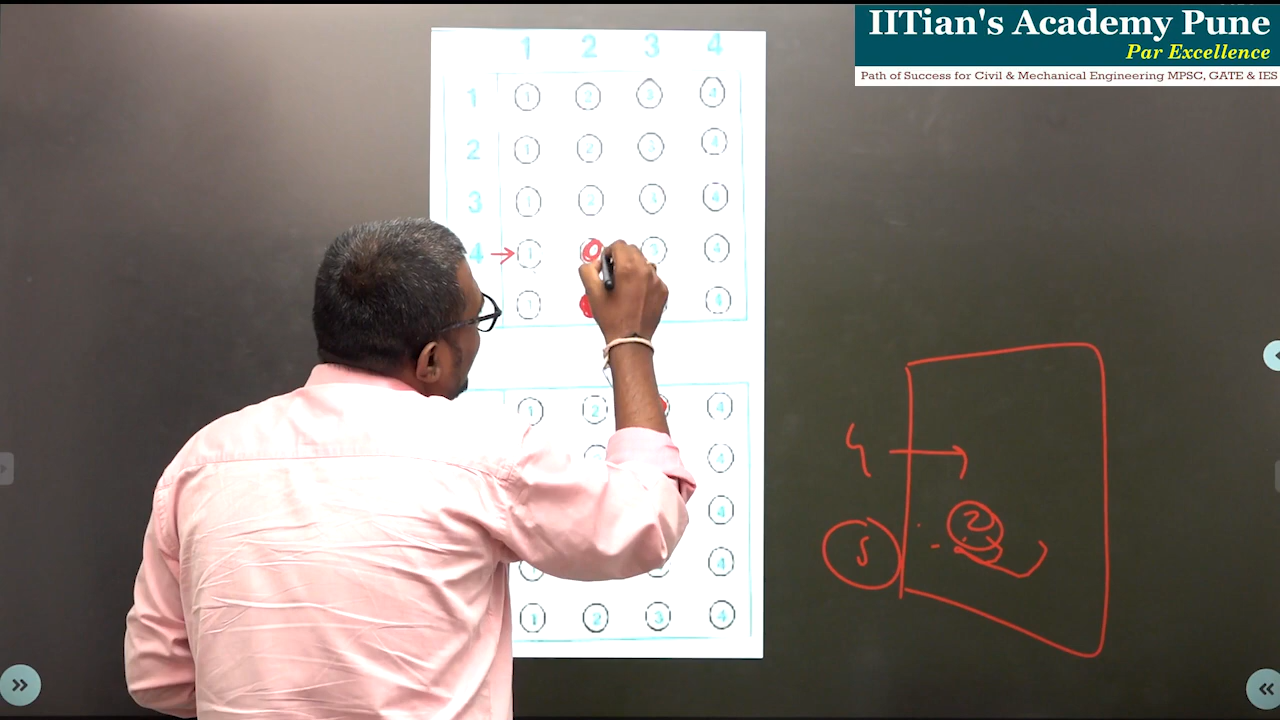 IITian's Academy Pune
Par Excellence
Path of Success for Civil & Mechanical Engineering MPSC, GATE & IES
1 2 3 4
1 1 2 3 4
2 1 2 3 4
3 1 2 3 4
4 → 1 3 4
1 4
1 2 4
4
4
4
1 2 3 4
4
2
5
»
«